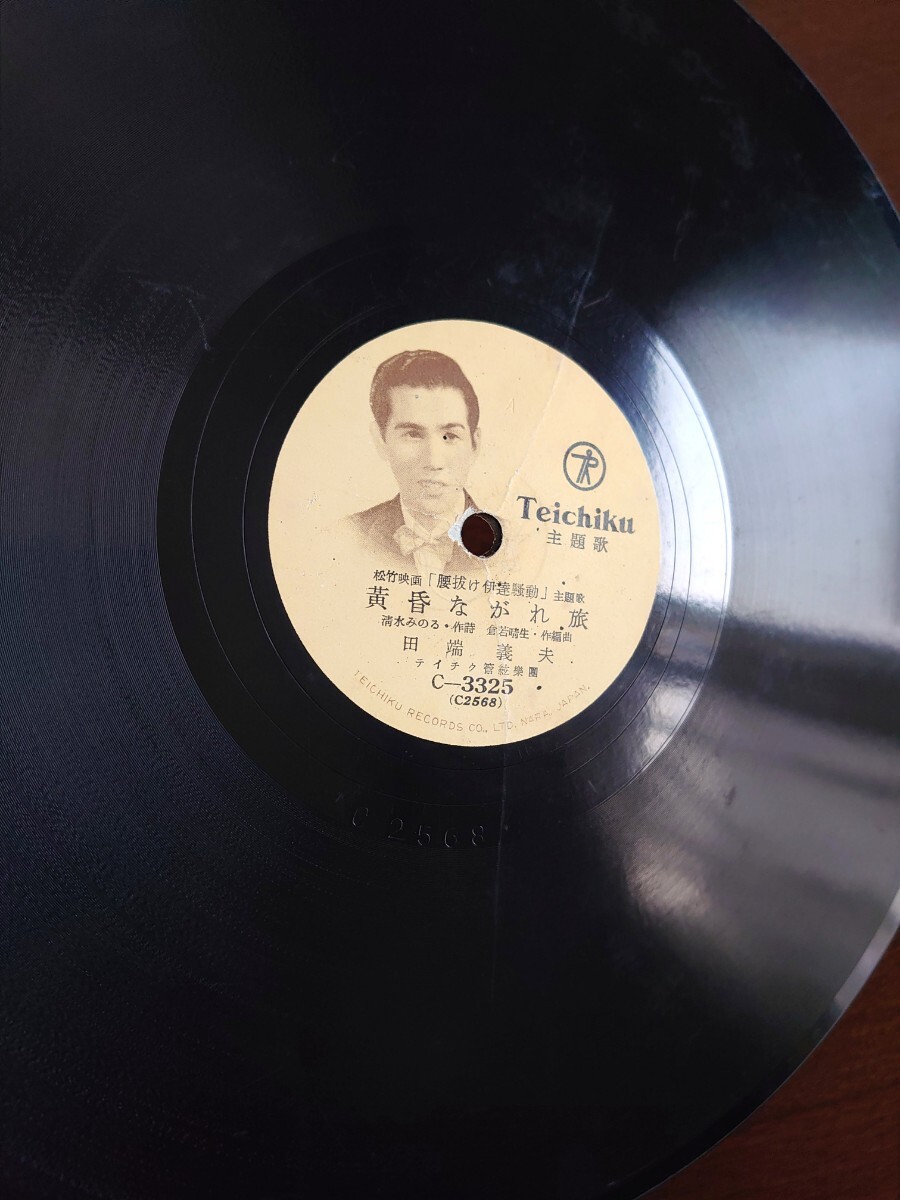 Teichiku
主題歌
松竹映画「腰抜け伊達騒動」主題歌
黄昏ながれ旅
清水みのる・作詩 倉若晴生・作編曲
田端義夫
テイチク管絃樂團
C—3325
(C2568)
TEICHIKU RECORDS CO., LTD. NARA, JAPAN.
C 2568